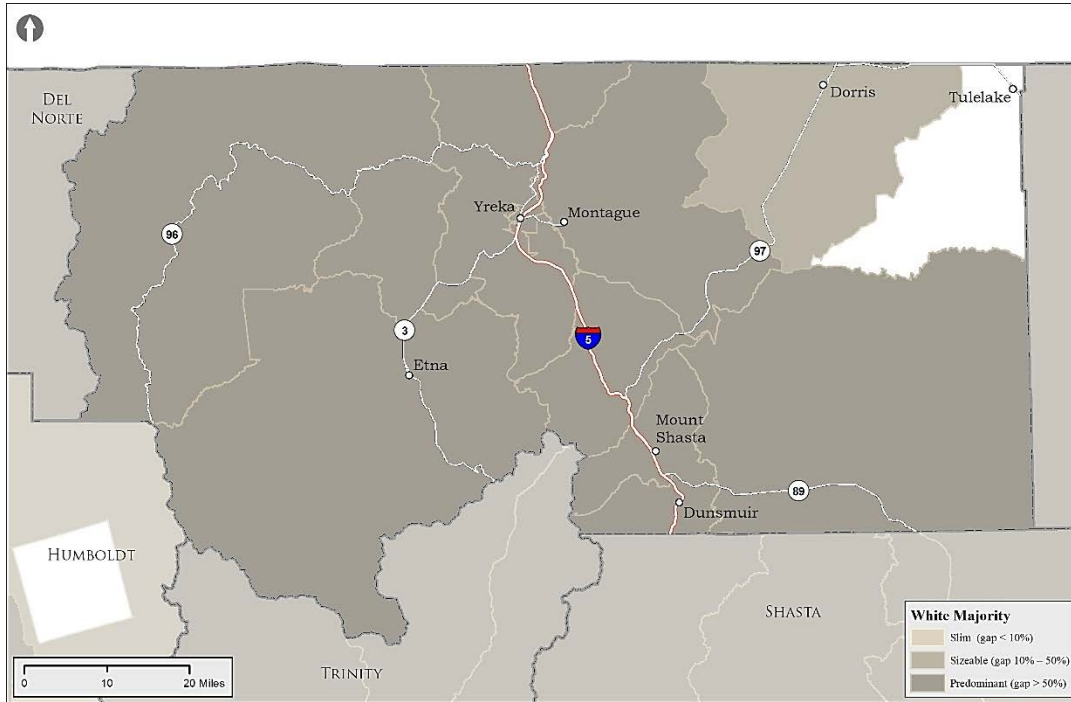 DEL
NORTE
Dorris
Tulelake
Yreka
Montague
96
97
3
5
Etna
Mount
Shasta
89
Dunsmuir
HUMBOLDT
SHASTA
TRINITY
White Majority
Slim (gap < 10%)
Sizeable (gap 10% – 50%)
Predominant (gap > 50%)
0 10 20 Miles